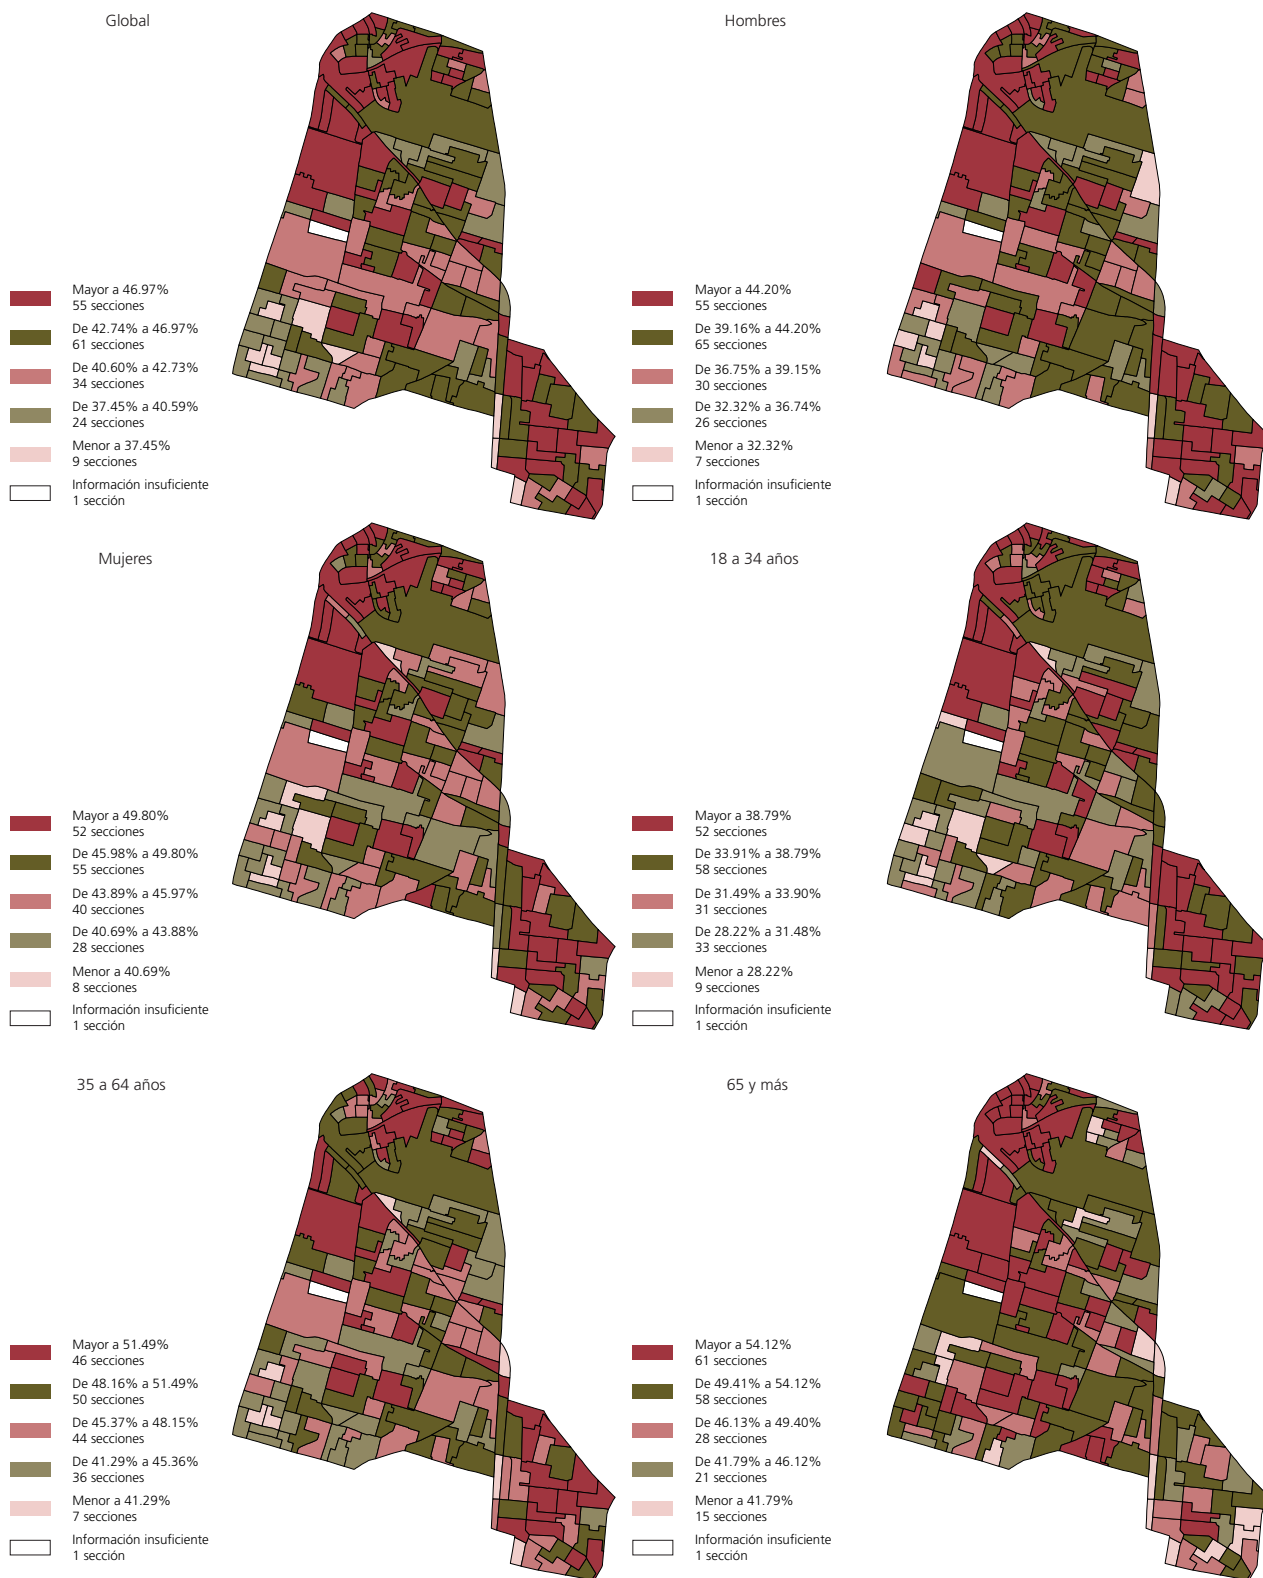 Global
Mayor a 46.97%
55 secciones
De 42.74% a 46.97%
61 secciones
De 40.60% a 42.73%
34 secciones
De 37.45% a 40.59%
24 secciones
Menor a 37.45%
9 secciones
Información insuficiente
1 sección
Hombres
Mayor a 44.20%
55 secciones
De 39.16% a 44.20%
65 secciones
De 36.75% a 39.15%
30 secciones
De 32.32% a 36.74%
26 secciones
Menor a 32.32%
7 secciones
Información insuficiente
1 sección
Mujeres
Mayor a 49.80%
52 secciones
De 45.98% a 49.80%
55 secciones
De 43.89% a 45.97%
40 secciones
De 40.69% a 43.88%
28 secciones
Menor a 40.69%
8 secciones
Información insuficiente
1 sección
18 a 34 años
Mayor a 38.79%
52 secciones
De 33.91% a 38.79%
58 secciones
De 31.49% a 33.90%
31 secciones
De 28.22% a 31.48%
33 secciones
Menor a 28.22%
9 secciones
Información insuficiente
1 sección
35 a 64 años
Mayor a 51.49%
46 secciones
De 48.16% a 51.49%
50 secciones
De 45.37% a 48.15%
44 secciones
De 41.29% a 45.36%
36 secciones
Menor a 41.29%
7 secciones
Información insuficiente
1 sección
65 y más
Mayor a 54.12%
61 secciones
De 49.41% a 54.12%
58 secciones
De 46.13% a 49.40%
28 secciones
De 41.79% a 46.12%
21 secciones
Menor a 41.79%
15 secciones
Información insuficiente
1 sección